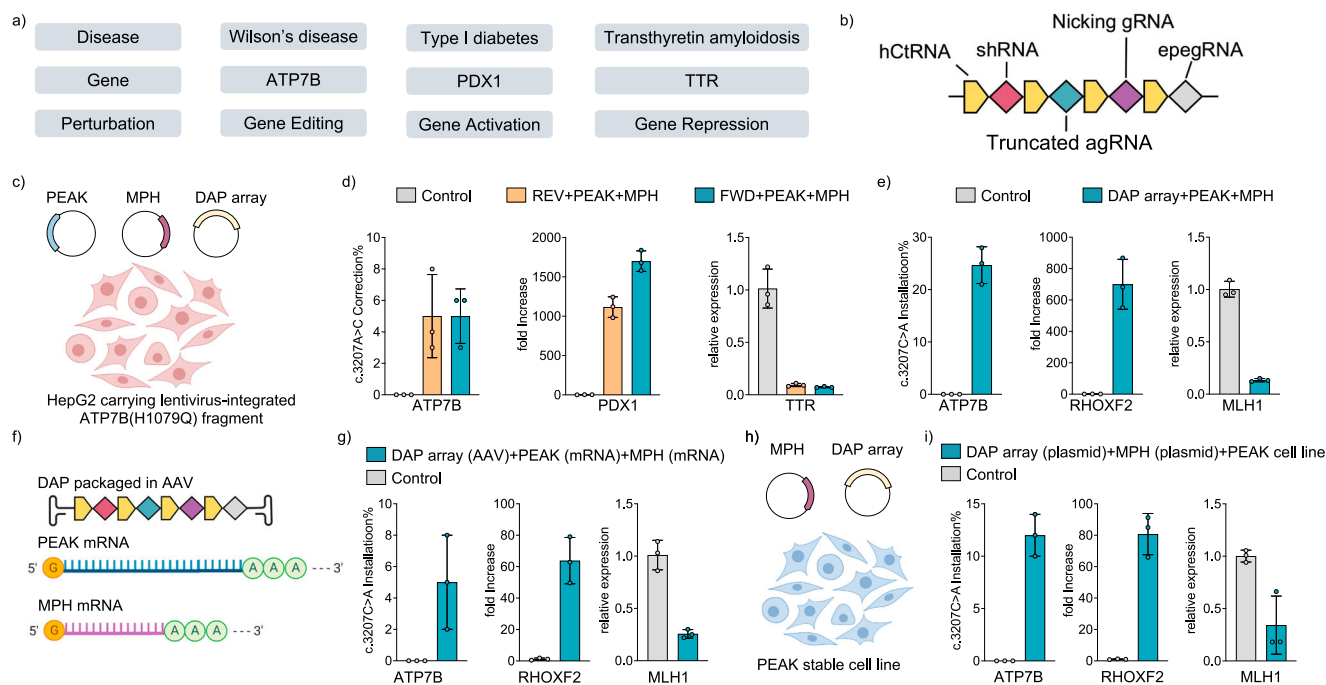 a)
Disease
Wilson's disease
Type I diabetes
Transthyretin amyloidosis
Gene
ATP7B
PDX1
TTR
Perturbation
Gene Editing
Gene Activation
Gene Repression
b)
Nicking gRNA
hCtRNA
shRNA
epegRNA
Truncated agRNA
c)
PEAK
MPH
DAP array
HepG2 carrying lentivirus-integrated
ATP7B(H1079Q) fragment
d)
Control
REV+PEAK+MPH
FWD+PEAK+MPH
c.3207A>C Correction%
10
8
6
4
2
0
ATP7B
fold Increase
2000
1500
1000
500
0
PDX1
relative expression
1.5
1.0
0.5
0.0
TTR
e)
Control
DAP array+PEAK+MPH
c.3207C>A Installatioon%
30
20
10
0
ATP7B
fold Increase
1000
800
600
400
200
0
RHOXF2
relative expression
1.5
1.0
0.5
0.0
MLH1
f)
DAP packaged in AAV
PEAK mRNA
5' G A A A ----3'
MPH mRNA
5' G A A A ----3'
g)
DAP array (AAV)+PEAK (mRNA)+MPH (mRNA)
Control
c.3207C>A Installatioon%
10
8
6
4
2
0
ATP7B
fold Increase
100
80
60
40
20
0
RHOXF2
relative expression
1.5
1.0
0.5
0.0
MLH1
h)
MPH
DAP array
PEAK stable cell line
i)
DAP array (plasmid)+MPH (plasmid)+PEAK cell line
Control
c.3207C>A Installatioon%
15
10
5
0
ATP7B
fold Increase
100
80
60
40
20
0
RHOXF2
relative expression
1.5
1.0
0.5
0.0
MLH1